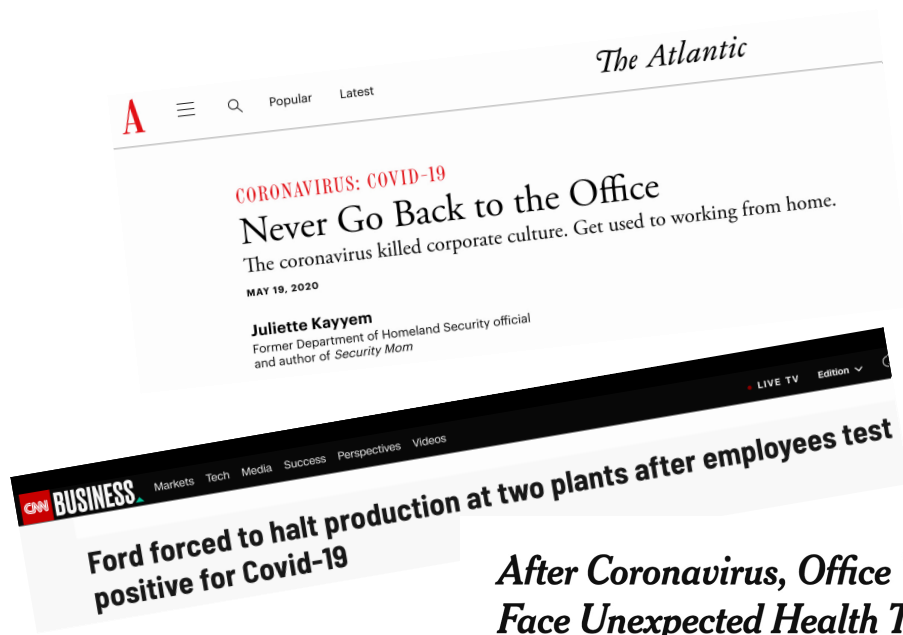 The Atlantic
A
Popular Latest
CORONAVIRUS: COVID-19
Never Go Back to the Office
The coronavirus killed corporate culture. Get used to working from home.
MAY 19, 2020
Juliette Kayyem
Former Department of Homeland Security official
and author of Security Mom
LIVE TV Edition
CNN BUSINESS Markets Tech Media Success Perspectives Videos
Ford forced to halt production at two plants after employees test
positive for Covid-19
After Coronavirus, Office
Face Unexpected Health